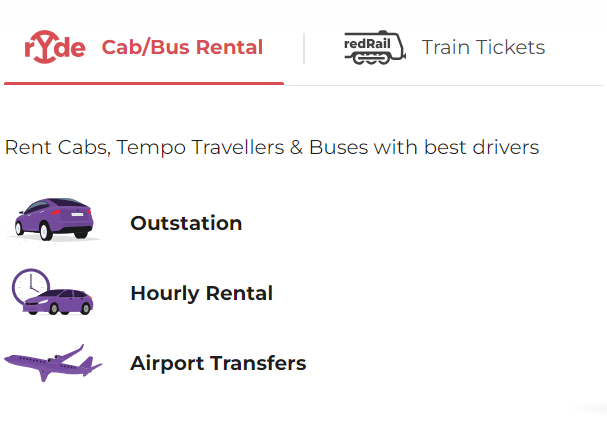 rYde Cab/Bus Rental
redRail Train Tickets
Rent Cabs, Tempo Travellers & Buses with best drivers
Outstation
Hourly Rental
Airport Transfers